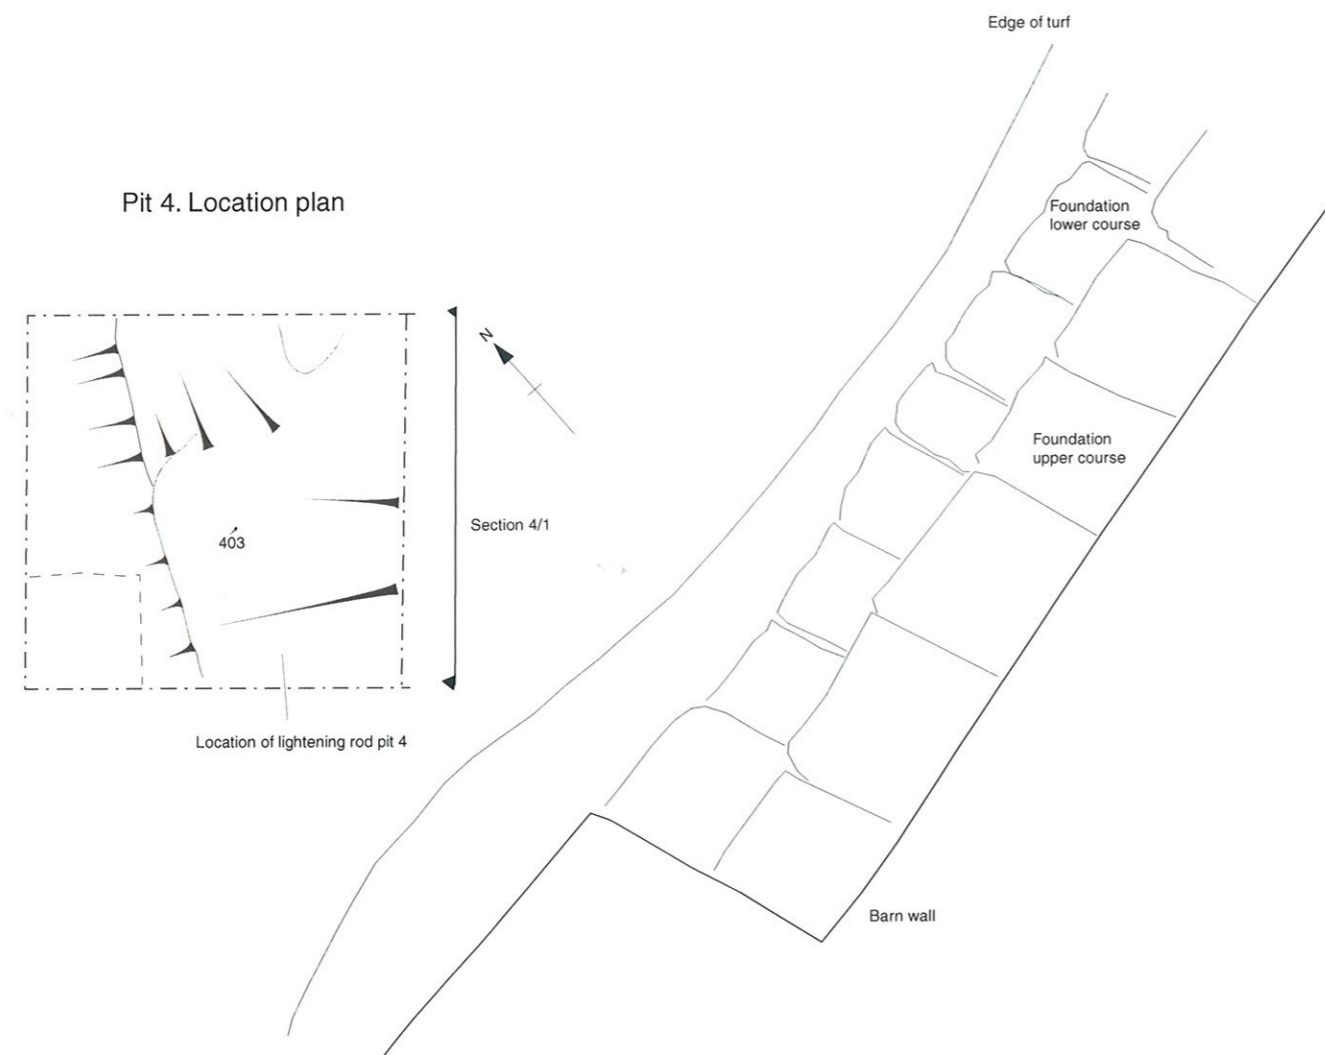 Edge of turf
Pit 4. Location plan
Foundation
lower course
N
Foundation
upper course
Section 4/1
403
Location of lightening rod pit 4
Barn wall